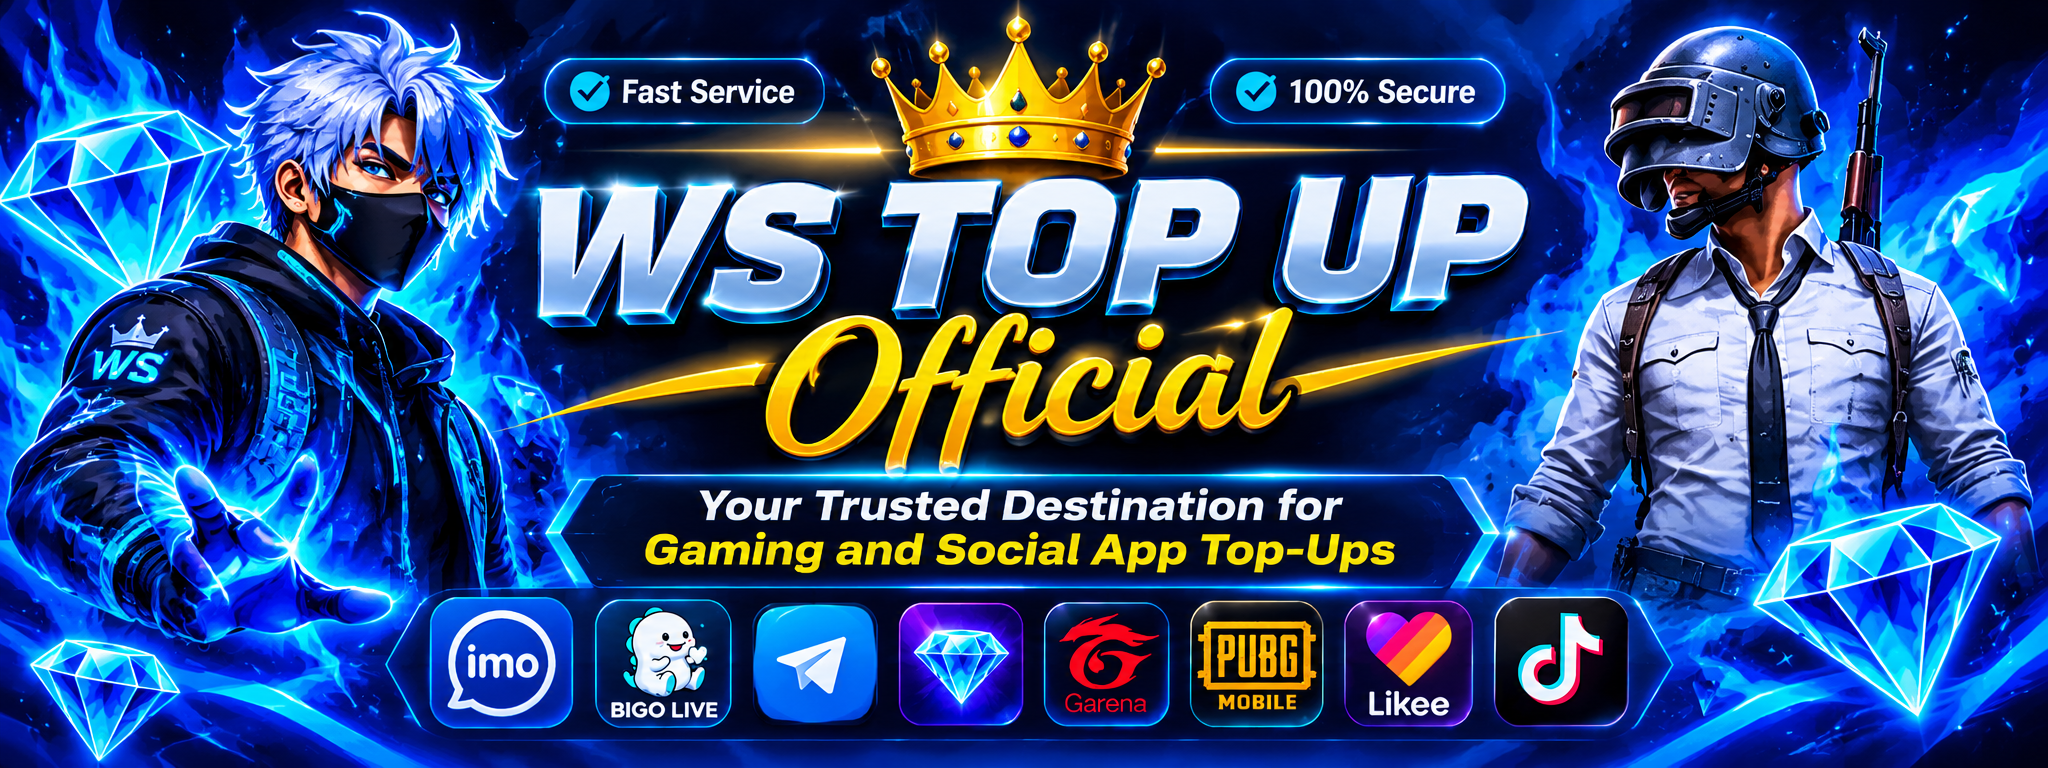 Fast Service
100% Secure
WS TOP UP
Official
WS
Your Trusted Destination for
Gaming and Social App Top-Ups
imo
BIGO LIVE
Garena
PUBG
MOBILE
Likee